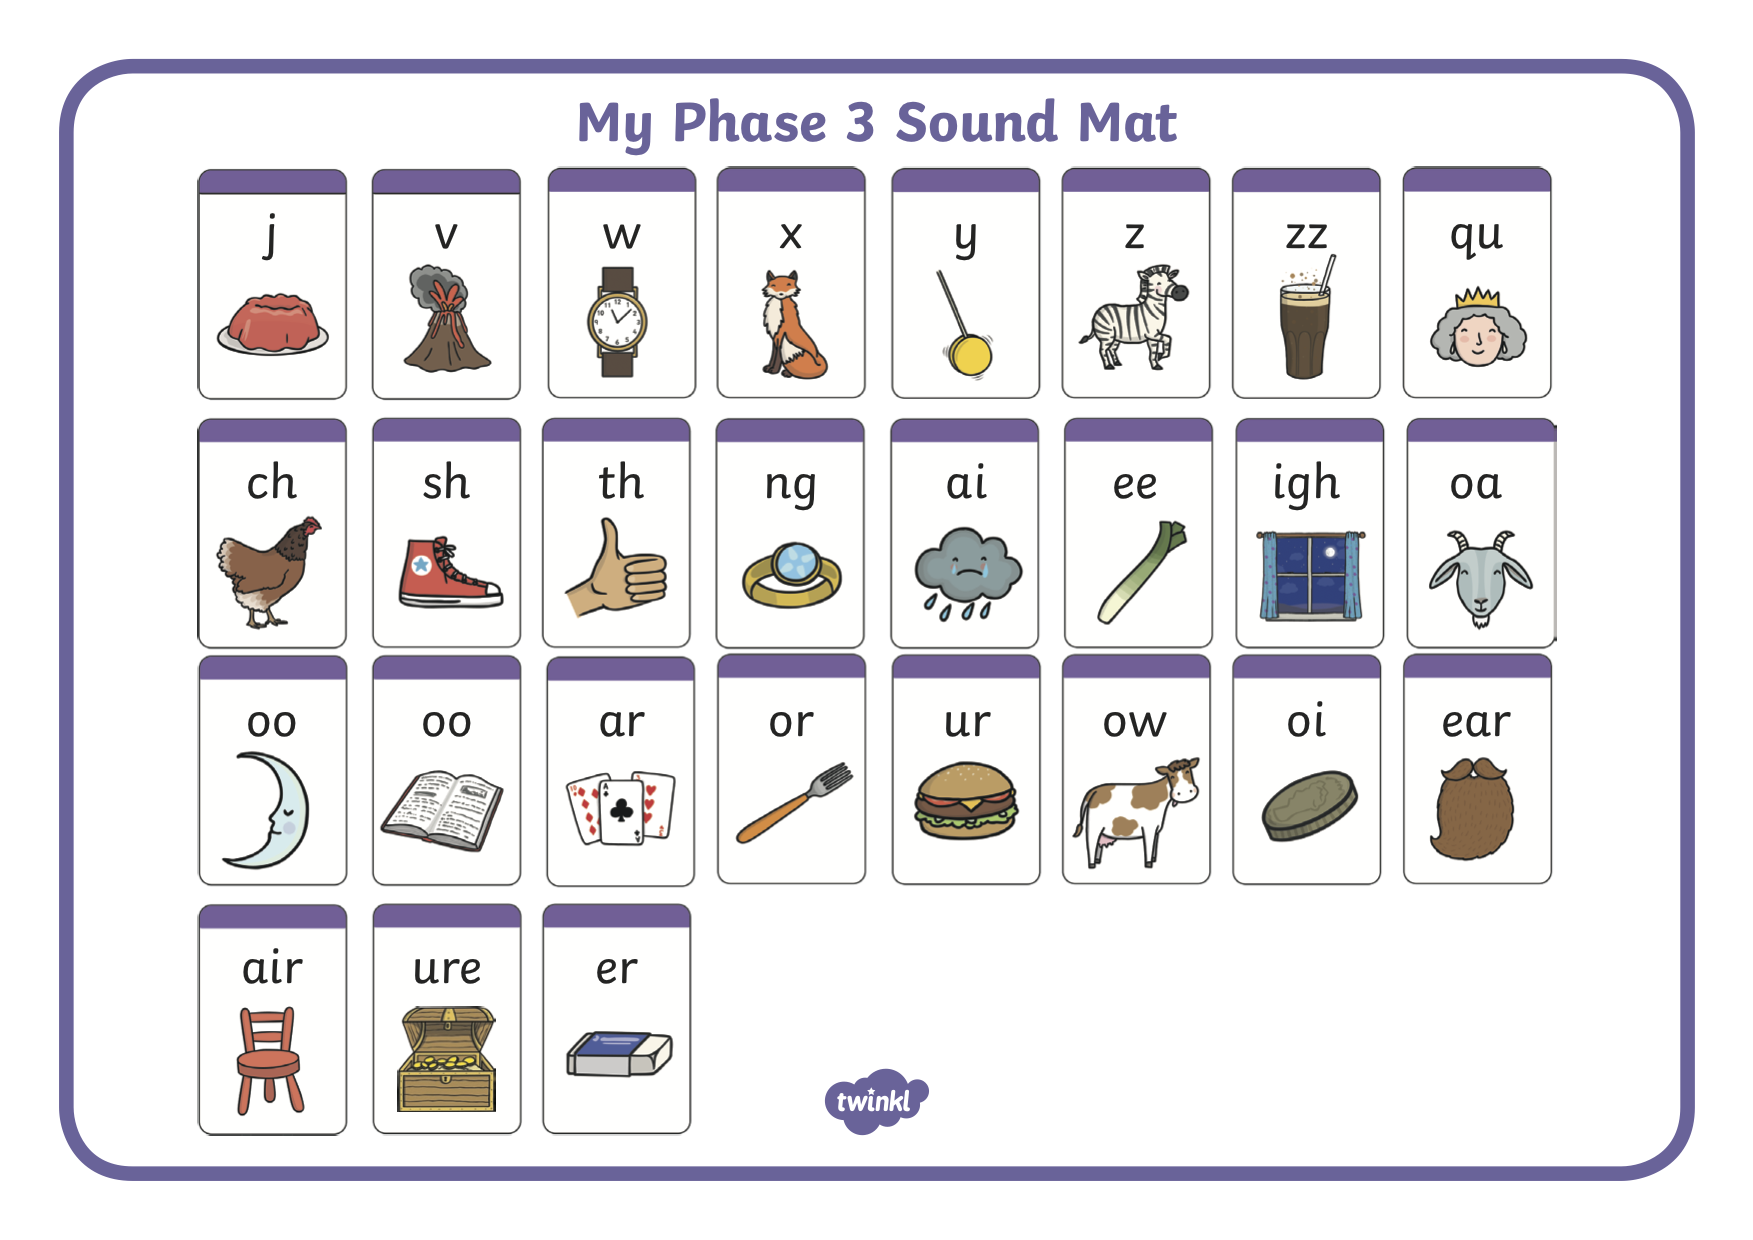 My Phase 3 Sound Mat
j v w x y z zz qu
ch sh th ng ai ee igh oa
oo oo ar or ur ow oi ear
air ure er
twinkl